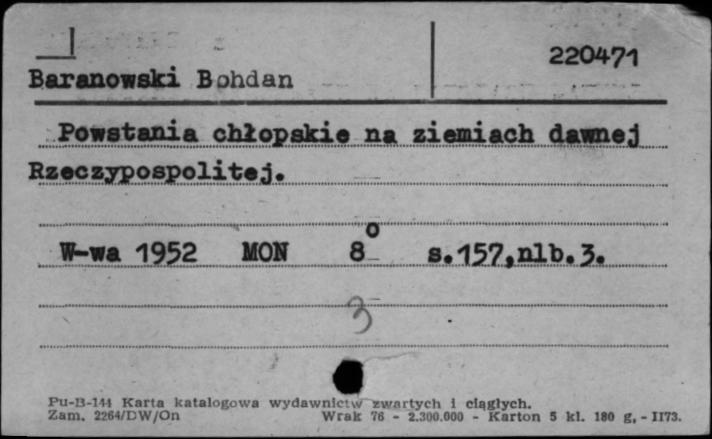 220471
Baranowski Bohdan
Powstania chłopskie na ziemiach dawnej
Rzeczypospolitej.
W-wa 1952 MON 8° s.157,nlb.3.
3
Pu-B-144 Karta katalogowa wydawnictw zwartych i ciągłych.
Zam. 2264/DW/On Wrak 76 - 2.300.000 - Karton 5 kl. 180 g, - II73.